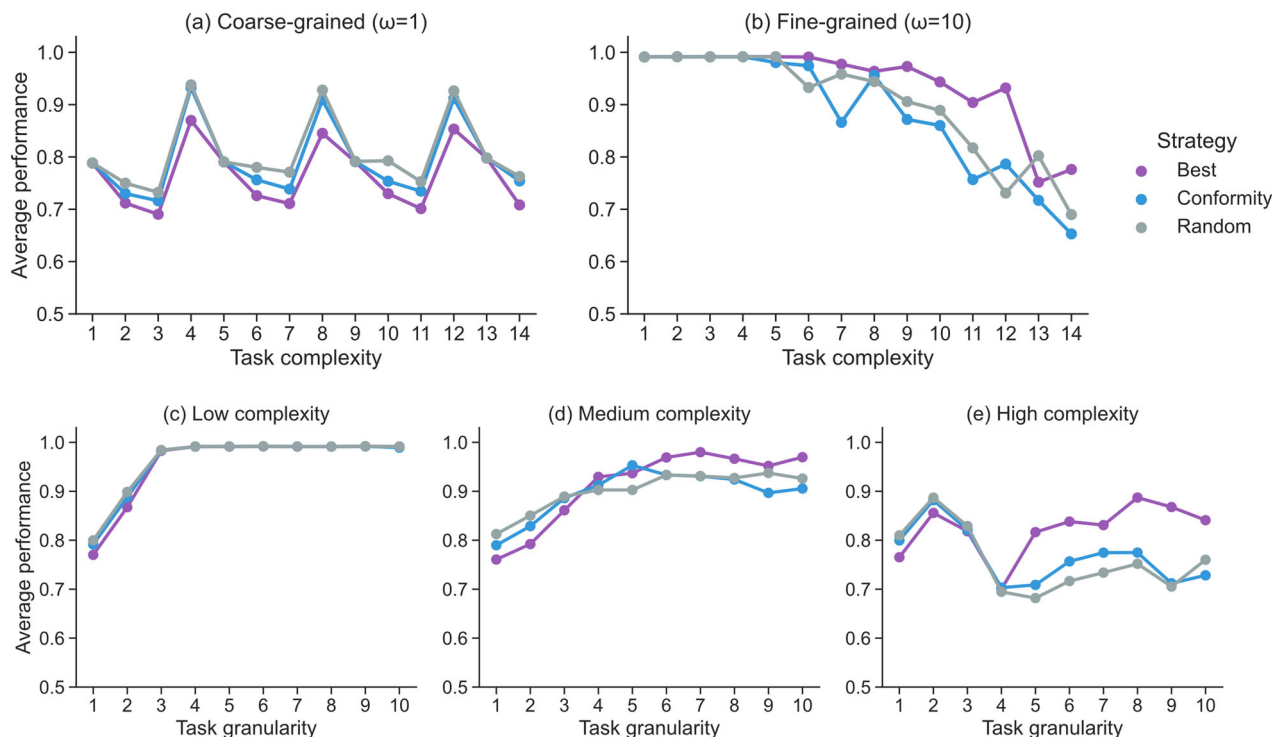 (a) Coarse-grained (ω=1)
Average performance
1.0
0.9
0.8
0.7
0.6
0.5
1 2 3 4 5 6 7 8 9 10 11 12 13 14
Task complexity
(b) Fine-grained (ω=10)
1.0
0.9
0.8
0.7
0.6
0.5
1 2 3 4 5 6 7 8 9 10 11 12 13 14
Task complexity
Strategy
Best
Conformity
Random
(c) Low complexity
Average performance
1.0
0.9
0.8
0.7
0.6
0.5
1 2 3 4 5 6 7 8 9 10
Task granularity
(d) Medium complexity
1.0
0.9
0.8
0.7
0.6
0.5
1 2 3 4 5 6 7 8 9 10
Task granularity
(e) High complexity
1.0
0.9
0.8
0.7
0.6
0.5
1 2 3 4 5 6 7 8 9 10
Task granularity